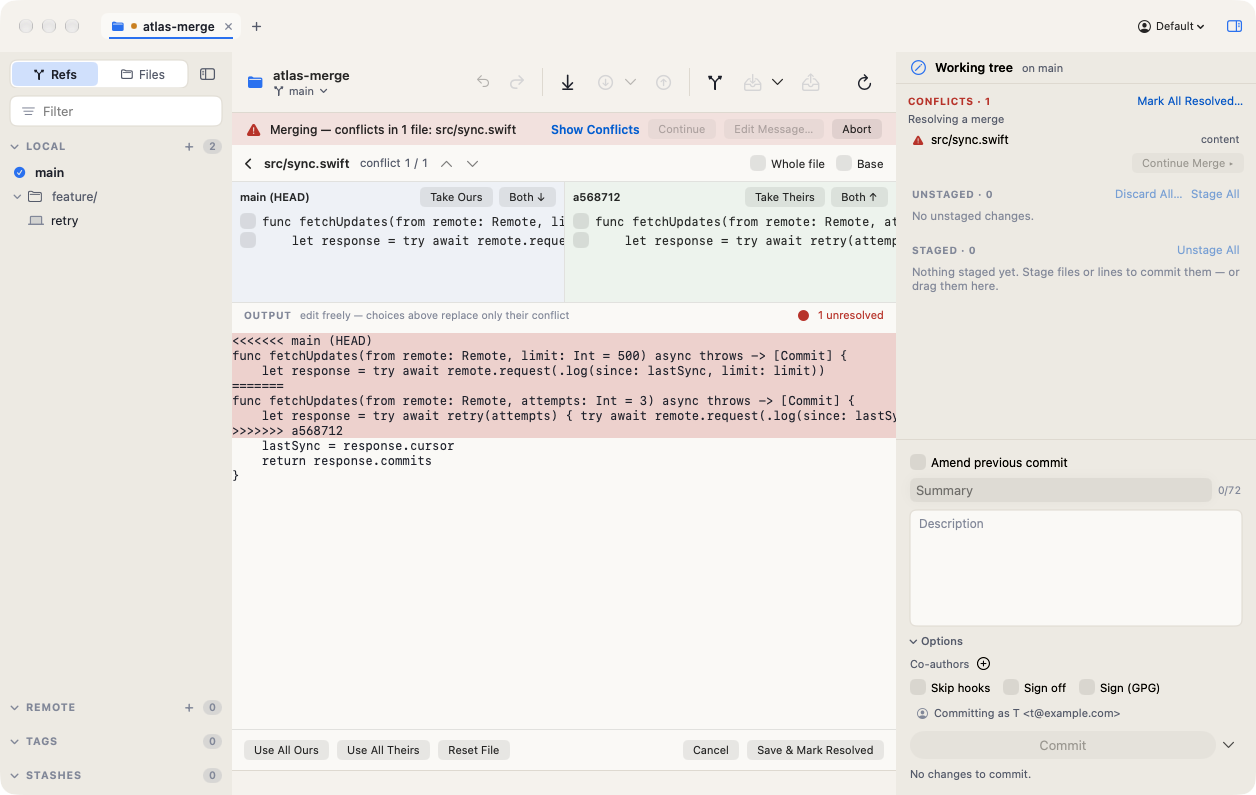 atlas-merge
Default
Refs
Files
Filter
LOCAL
2
main
feature/
retry
REMOTE
0
TAGS
0
STASHES
0
atlas-merge
main
Merging — conflicts in 1 file: src/sync.swift
Show Conflicts
Continue
Edit Message...
Abort
src/sync.swift
conflict 1 / 1
Whole file
Base
main (HEAD)
Take Ours
Both ↓
func fetchUpdates(from remote: Remote, li
let response = try await remote.reque
a568712
Take Theirs
Both ↑
func fetchUpdates(from remote: Remote, at
let response = try await retry(attemp
OUTPUT
edit freely — choices above replace only their conflict
1 unresolved
<<<<<<< main (HEAD)
func fetchUpdates(from remote: Remote, limit: Int = 500) async throws -> [Commit] {
    let response = try await remote.request(.log(since: lastSync, limit: limit))
=======
func fetchUpdates(from remote: Remote, attempts: Int = 3) async throws -> [Commit] {
    let response = try await retry(attempts) { try await remote.request(.log(since: lastSy
>>>>>>> a568712
    lastSync = response.cursor
    return response.commits
}
Use All Ours
Use All Theirs
Reset File
Cancel
Save & Mark Resolved
Working tree
on main
CONFLICTS · 1
Mark All Resolved...
Resolving a merge
src/sync.swift
content
Continue Merge
UNSTAGED · 0
Discard All...
Stage All
No unstaged changes.
STAGED · 0
Unstage All
Nothing staged yet. Stage files or lines to commit them — or
drag them here.
Amend previous commit
Summary
0/72
Description
Options
Co-authors
Skip hooks
Sign off
Sign (GPG)
Committing as T <t@example.com>
Commit
No changes to commit.